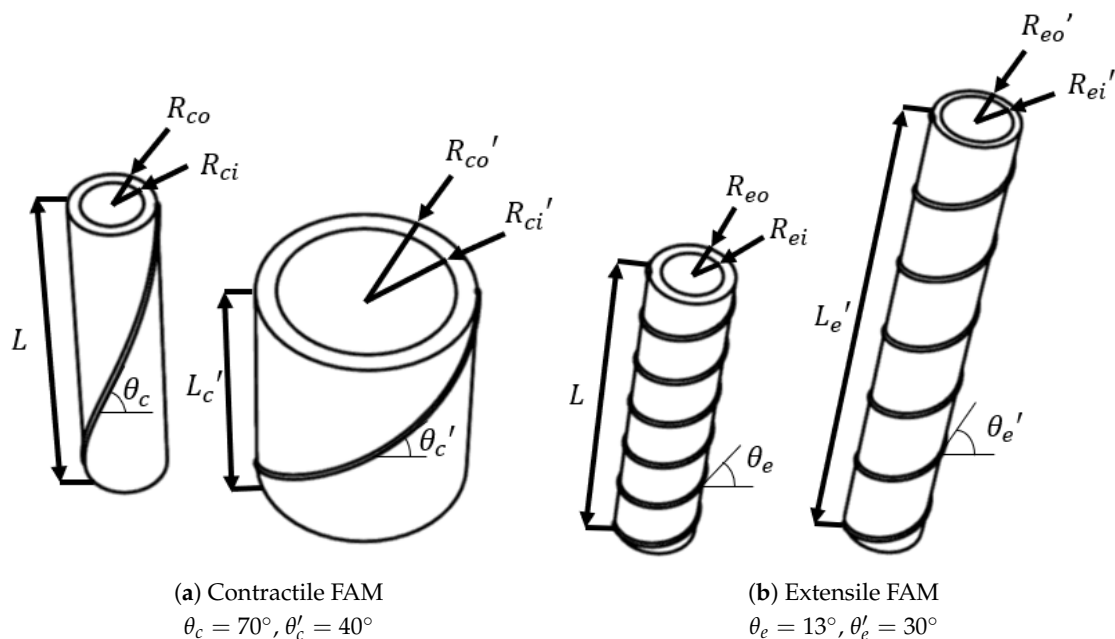 R_co
R_ci
L
θ_c
R_co'
R_ci'
L_c'
θ_c'
R_eo
R_ei
L
θ_e
R_eo'
R_ei'
L_e'
θ_e'
(a) Contractile FAM
θ_c = 70°, θ'_c = 40°
(b) Extensile FAM
θ_e = 13°, θ'_e = 30°